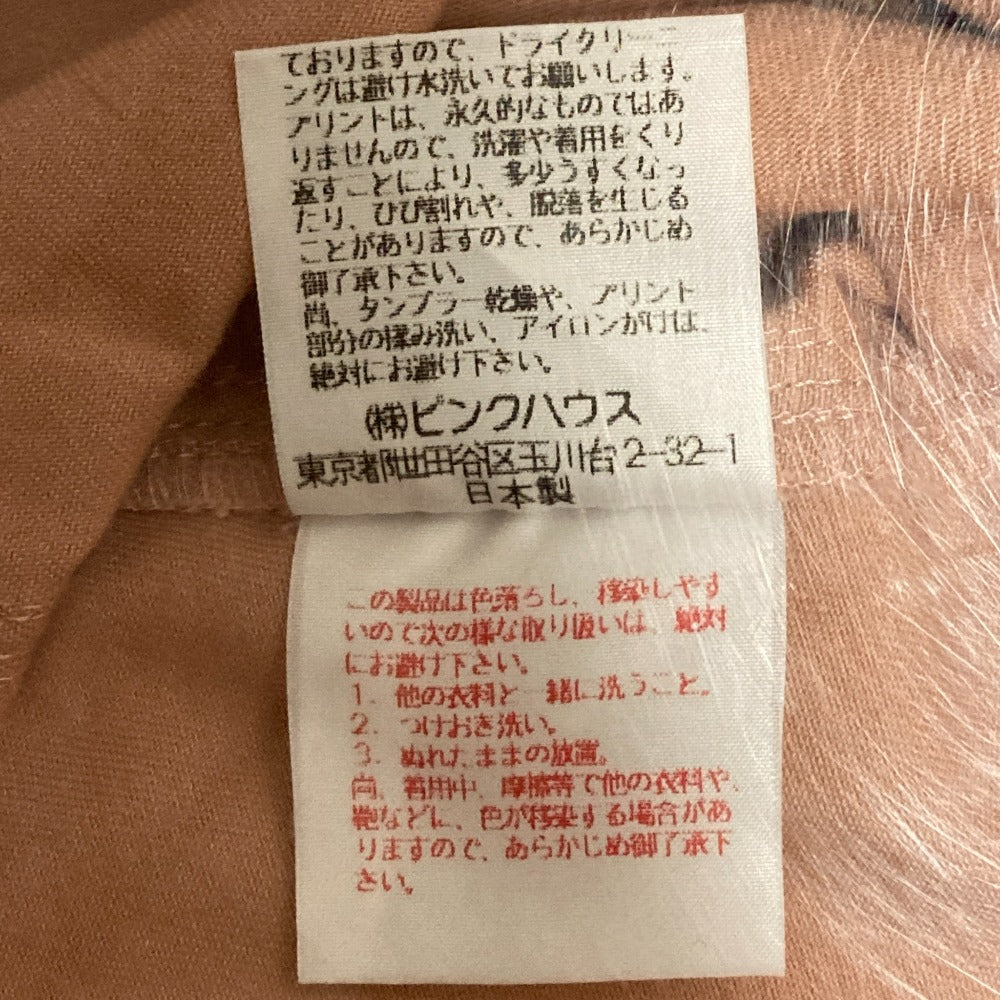 ておりますので、ドライクリーニ
ングは避け水洗いでお願いします。
プリントは、永久的なものではあ
りませんので、洗濯や着用をくり
返すことにより、多少うすくなっ
たり、ひび割れや、脱落を生じる
ことがありますので、あらかじめ
御了承下さい。
尚、タンブラー乾燥や、プリント
部分の揉み洗い、アイロンがけは、
絶対にお避け下さい。
㈱ピンクハウス
東京都世田谷区玉川台2-32-1
日本製
この製品は色落ちし、移染しやす
いので次の様な取り扱いは、絶対
にお避け下さい。
1. 他の衣料と一緒に洗うこと。
2. つけおき洗い。
3. ぬれたままの放置。
尚、着用中、摩擦等で他の衣料や、
鞄などに、色が移染する場合があ
りますので、あらかじめ御了承下
さい。